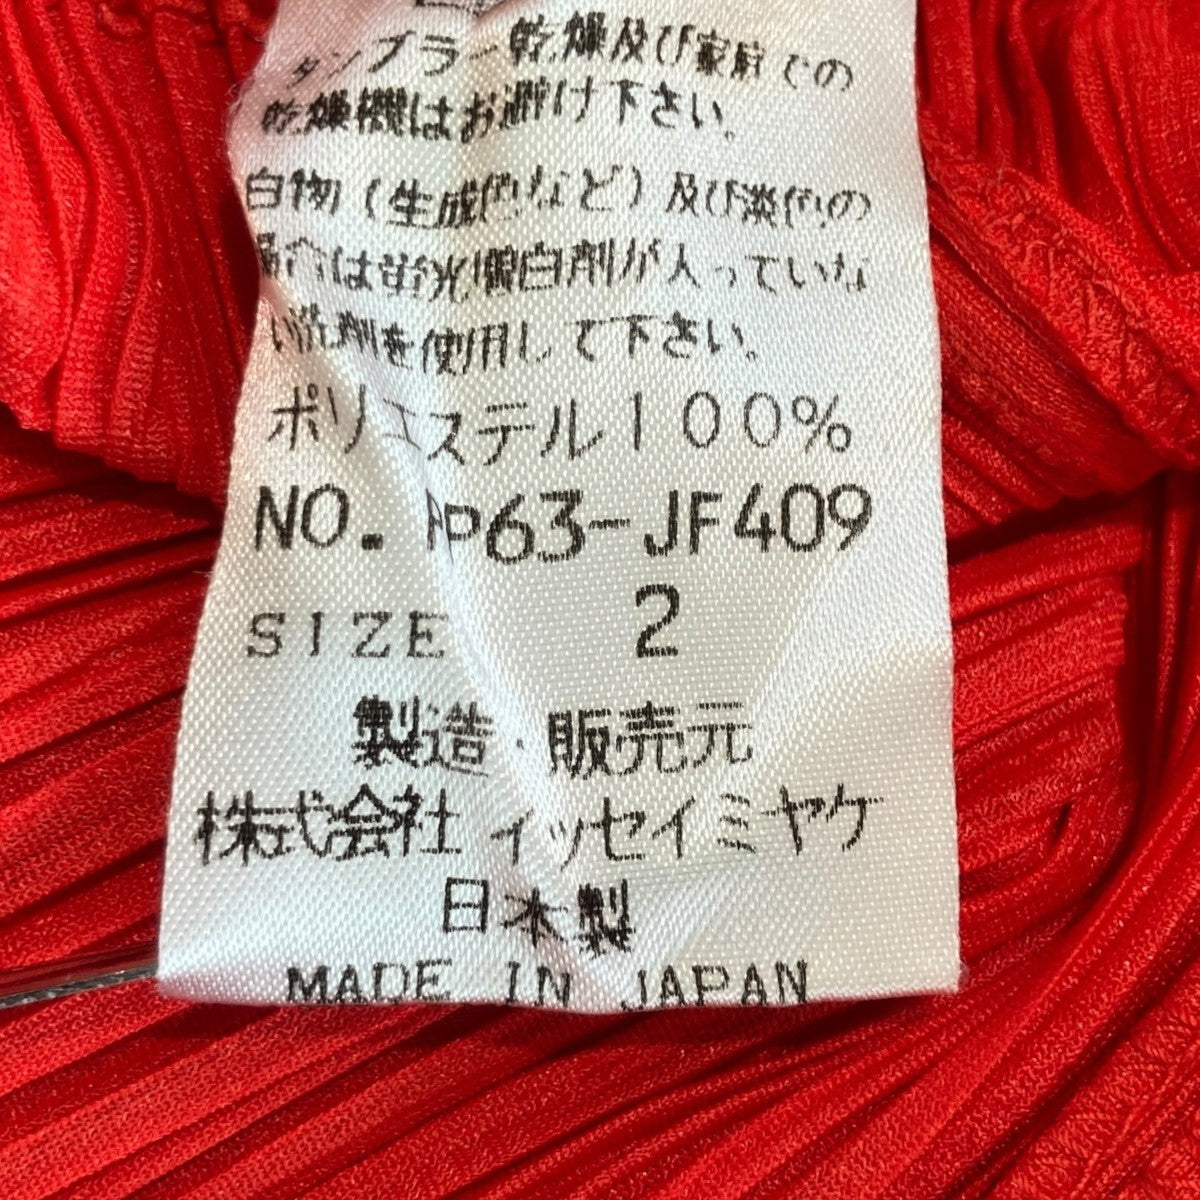 タンブラー乾燥及び家庭での
乾燥機はお避け下さい。
白物(生成色など)及び淡色の
場合は蛍光増白剤が入っていな
い洗剤を使用して下さい。
ポリエステル100%
NO. PP63-JF409
SIZE 2
製造・販売元
株式会社 イッセイミヤケ
日本製
MADE IN JAPAN